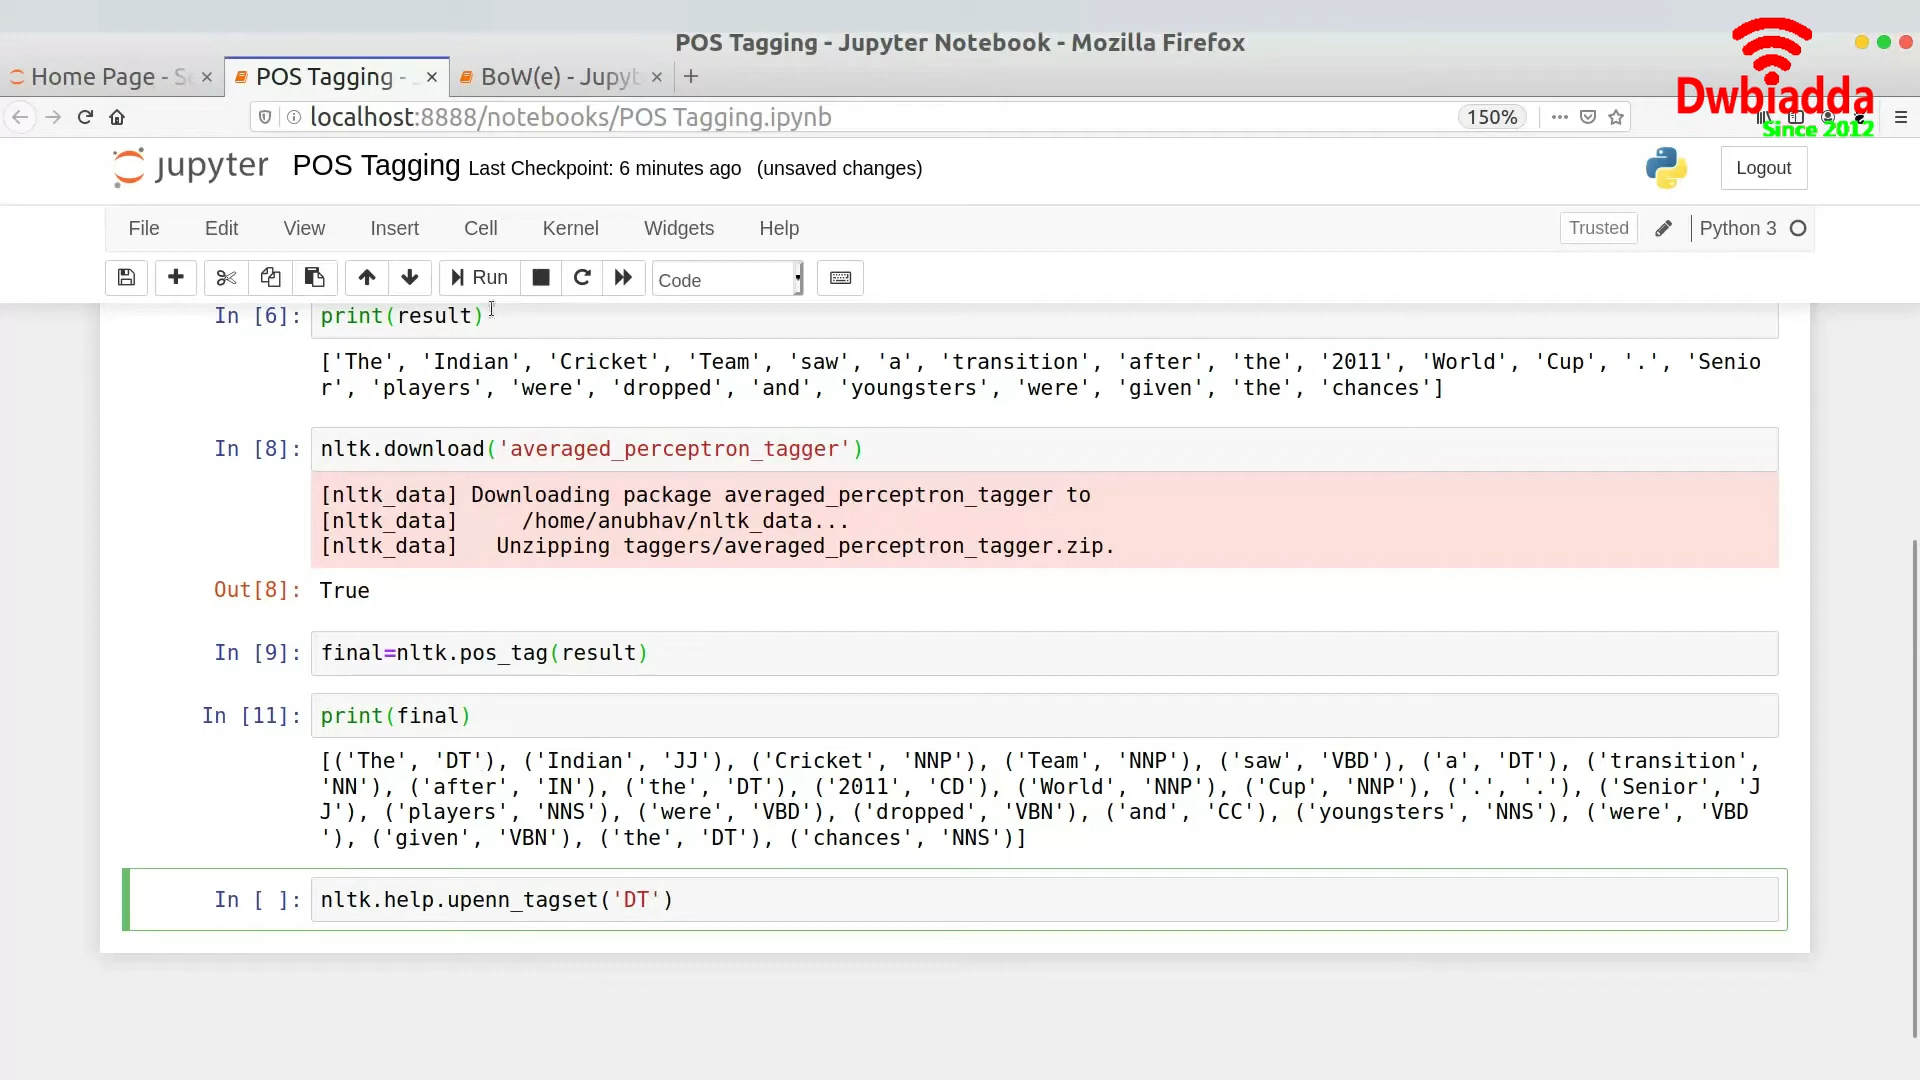 POS Tagging - Jupyter Notebook - Mozilla Firefox
Dwbiadda
Since 2012
Home Page - S
POS Tagging -
BoW(e) - Jupyt
localhost:8888/notebooks/POS Tagging.ipynb
150%
jupyter POS Tagging Last Checkpoint: 6 minutes ago (unsaved changes)
Logout
File Edit View Insert Cell Kernel Widgets Help
Trusted
Python 3
Run
Code
In [6]: print(result)
['The', 'Indian', 'Cricket', 'Team', 'saw', 'a', 'transition', 'after', 'the', '2011', 'World', 'Cup', '.', 'Senio
r', 'players', 'were', 'dropped', 'and', 'youngsters', 'were', 'given', 'the', 'chances']
In [8]: nltk.download('averaged_perceptron_tagger')
[nltk_data] Downloading package averaged_perceptron_tagger to
[nltk_data]     /home/anubhav/nltk_data...
[nltk_data]   Unzipping taggers/averaged_perceptron_tagger.zip.
Out[8]: True
In [9]: final=nltk.pos_tag(result)
In [11]: print(final)
[('The', 'DT'), ('Indian', 'JJ'), ('Cricket', 'NNP'), ('Team', 'NNP'), ('saw', 'VBD'), ('a', 'DT'), ('transition',
'NN'), ('after', 'IN'), ('the', 'DT'), ('2011', 'CD'), ('World', 'NNP'), ('Cup', 'NNP'), ('.', '.'), ('Senior', 'J
J'), ('players', 'NNS'), ('were', 'VBD'), ('dropped', 'VBN'), ('and', 'CC'), ('youngsters', 'NNS'), ('were', 'VBD
'), ('given', 'VBN'), ('the', 'DT'), ('chances', 'NNS')]
In [ ]: nltk.help.upenn_tagset('DT')